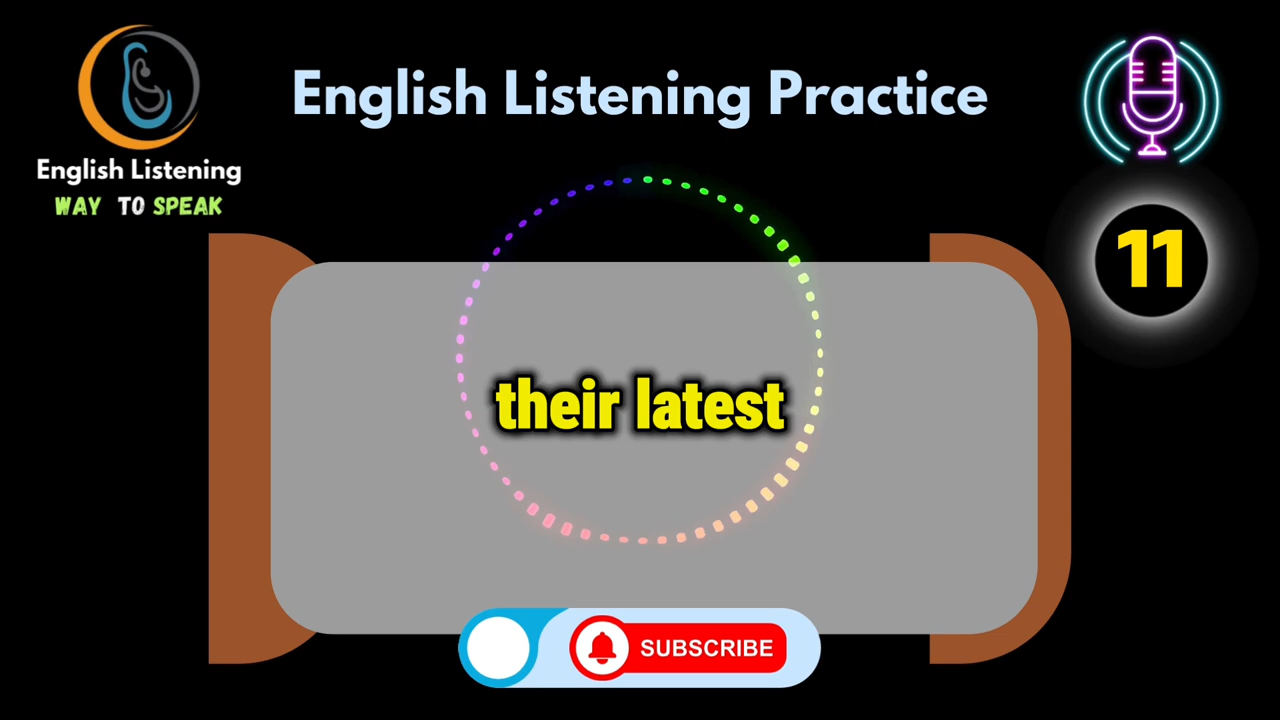 English Listening Practice
English Listening
WAY TO SPEAK
11
their latest
SUBSCRIBE